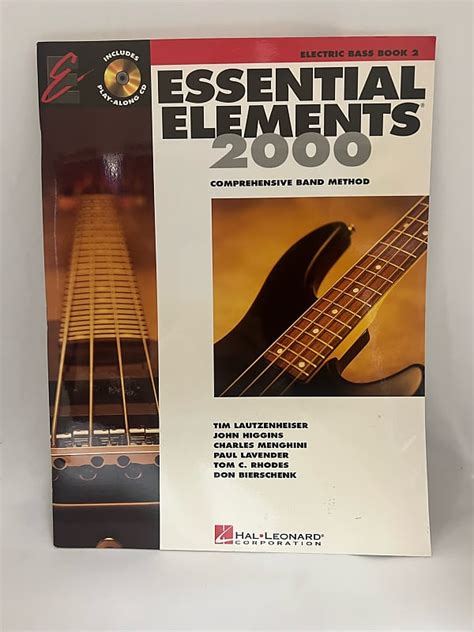 ELECTRIC BASS BOOK 2
INCLUDES
PLAY-ALONG CD
ESSENTIAL
ELEMENTS®
2000
COMPREHENSIVE BAND METHOD
TIM LAUTZENHEISER
JOHN HIGGINS
CHARLES MENGHINI
PAUL LAVENDER
TOM C. RHODES
DON BIERSCHENK
HAL•LEONARD®
CORPORATION